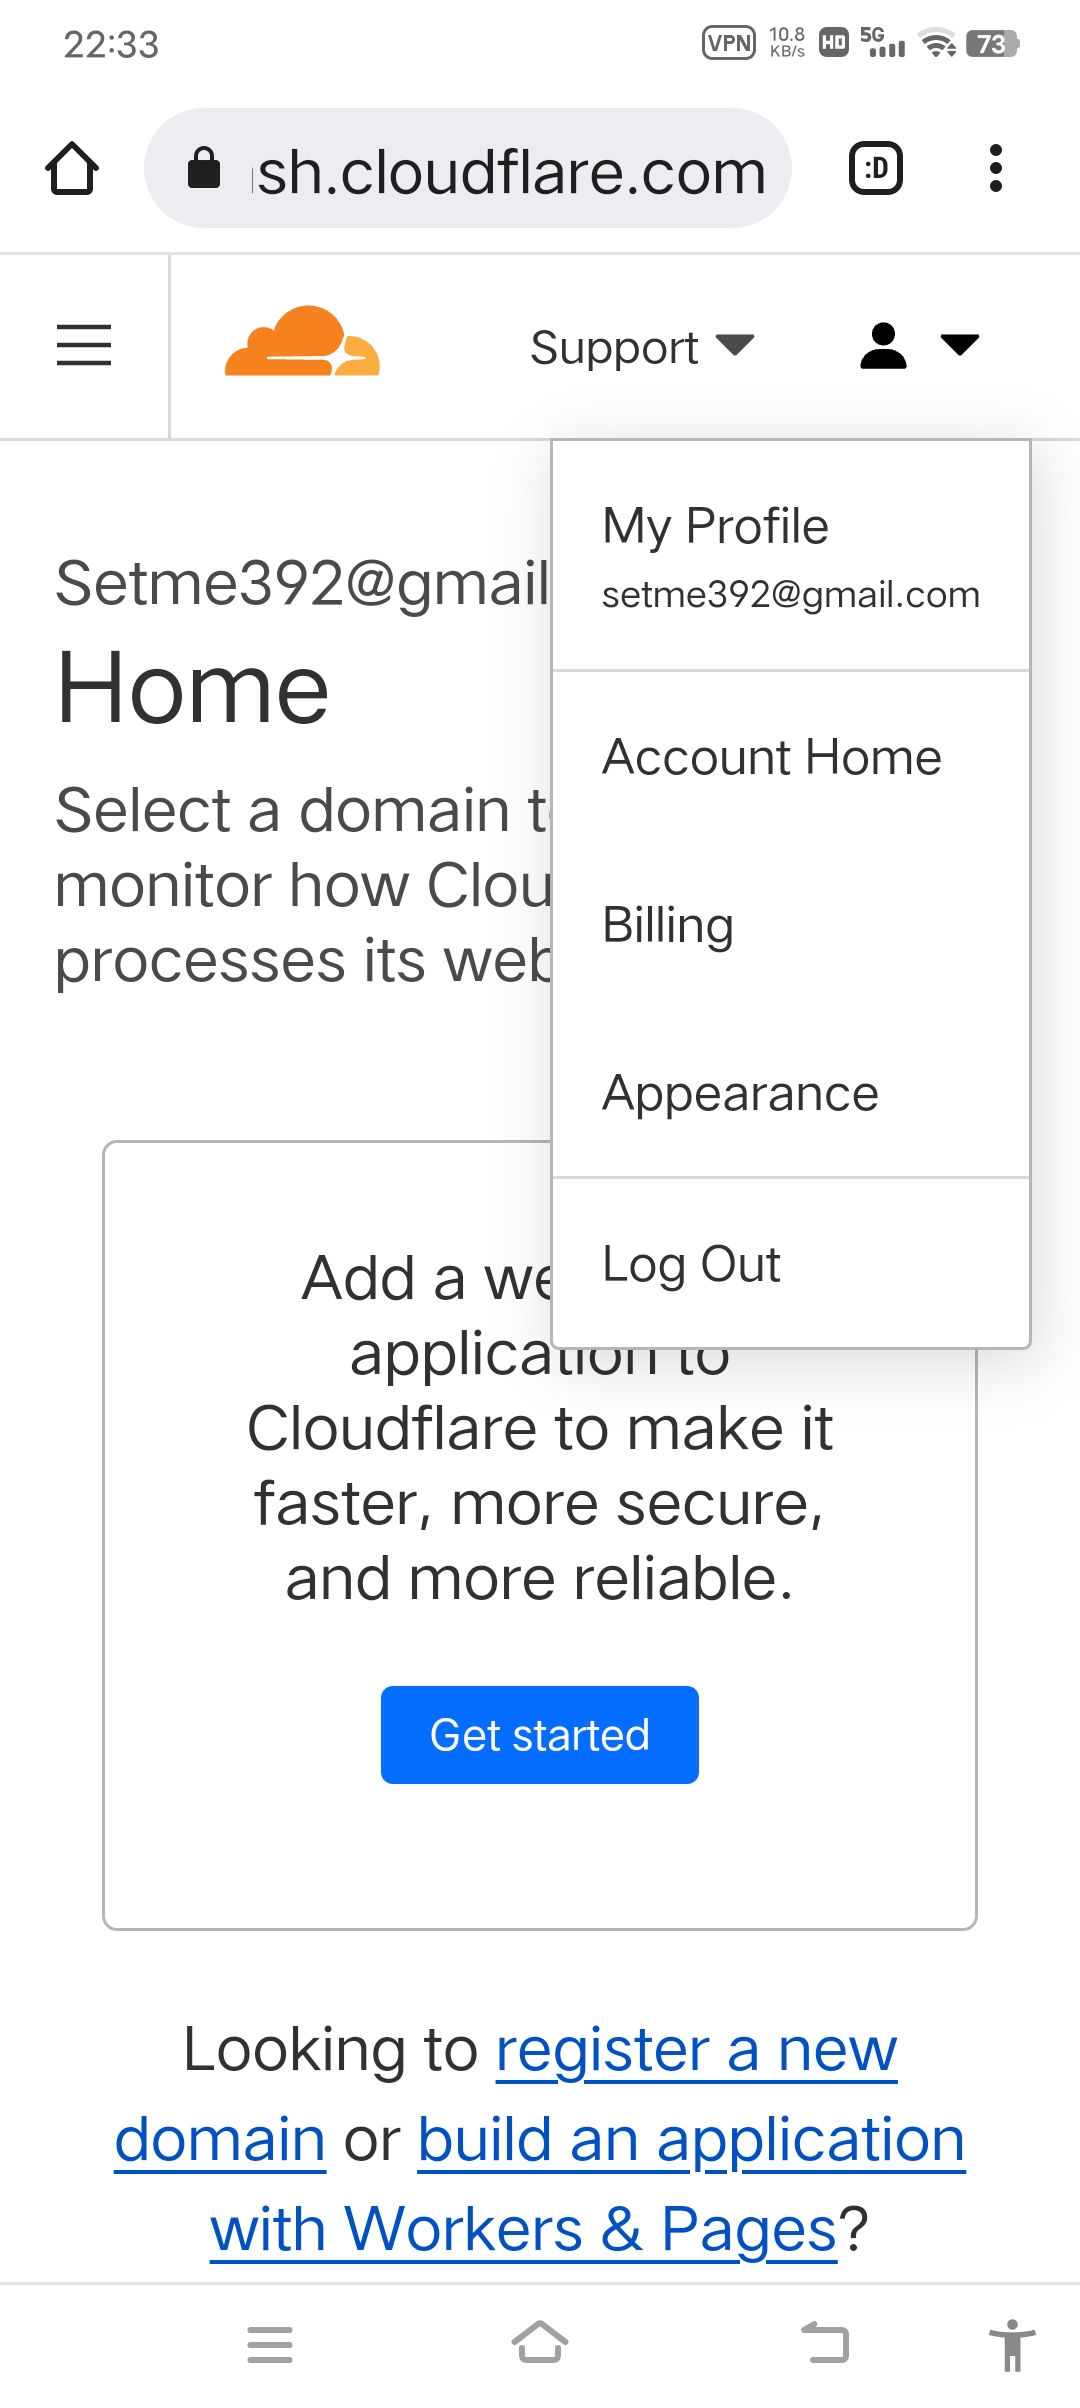 22:33
VPN 10.8 KB/s HD 5G 73
sh.cloudflare.com
:D
Support
My Profile
setme392@gmail.com
Account Home
Billing
Appearance
Log Out
Setme392@gmail
Home
Select a domain
monitor how
processes its
Add a
application to
Cloudflare to make it
faster, more secure,
and more reliable.
Get started
Looking to register a new
domain or build an application
with Workers & Pages?